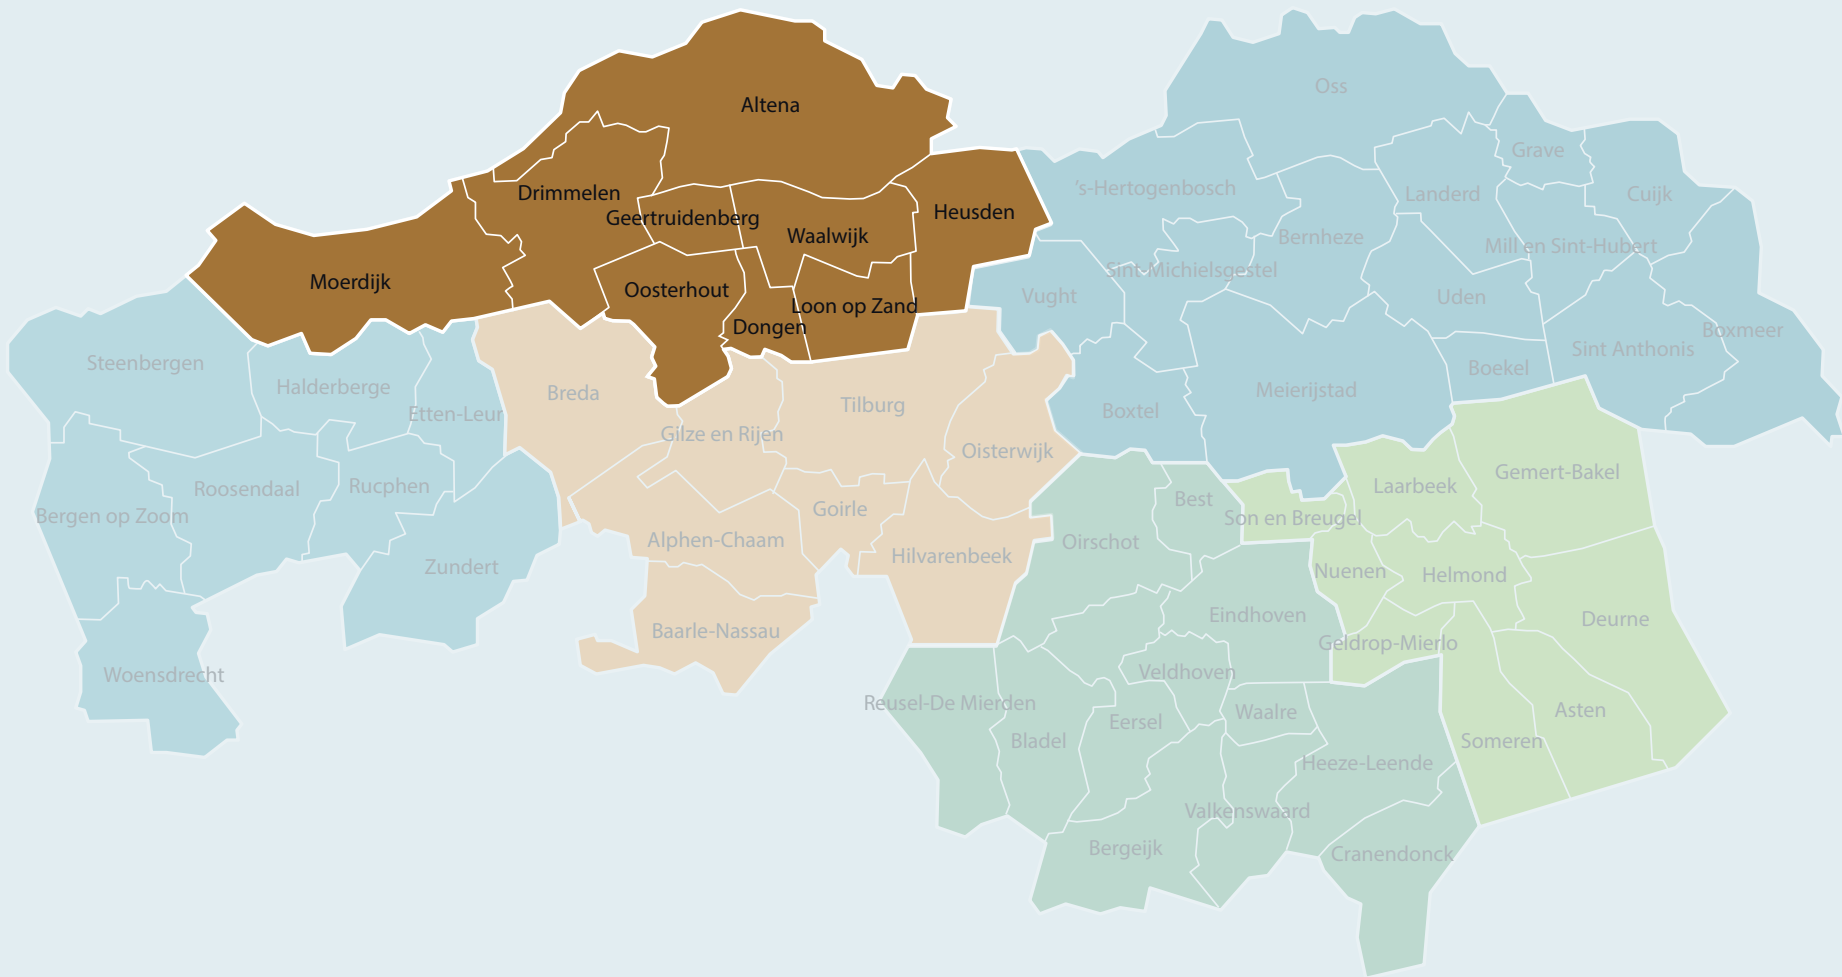 Oss
Altena
Grave
's-Hertogenbosch
Drimmelen
Landerd
Cuijk
Geertruidenberg
Heusden
Waalwijk
Bernheze
Mill en Sint-Hubert
Sint-Michielsgestel
Moerdijk
Oosterhout
Vught
Uden
Loon op Zand
Dongen
Boxmeer
Sint Anthonis
Steenbergen
Boekel
Halderberge
Meierijstad
Breda
Tilburg
Boxtel
Etten-Leur
Gilze en Rijen
Oisterwijk
Gemert-Bakel
Roosendaal
Rucphen
Laarbeek
Best
Goirle
Bergen op Zoom
Son en Breugel
Alphen-Chaam
Oirschot
Hilvarenbeek
Zundert
Nuenen
Helmond
Eindhoven
Deurne
Baarle-Nassau
Geldrop-Mierlo
Woensdrecht
Veldhoven
Reusel-De Mierden
Waalre
Asten
Eersel
Bladel
Someren
Heeze-Leende
Valkenswaard
Bergeijk
Cranendonck